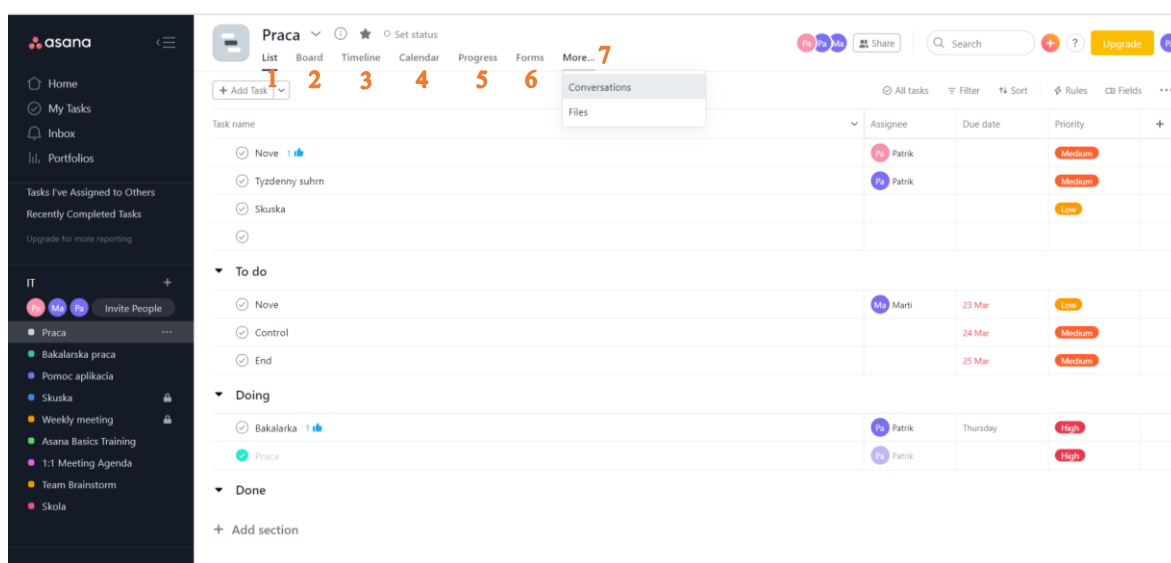 asana
Home
My Tasks
Inbox
Portfolios
Tasks I've Assigned to Others
Recently Completed Tasks
Upgrade for more reporting
IT
Pa Ma Pa Invite People
Praca
Bakalarska praca
Pomoc aplikacia
Skuska
Weekly meeting
Asana Basics Training
1:1 Meeting Agenda
Team Brainstorm
Skola
Praca Set status
List Board Timeline Calendar Progress Forms More... 7
1 2 3 4 5 6
Pa Pa Ma Share Search ? Upgrade
+ Add Task
Conversations
Files
All tasks Filter Sort Rules Fields
Task name Assignee Due date Priority
Nove 1 Pa Patrik Medium
Tyzdenny suhrn Pa Patrik Medium
Skuska Low
To do
Nove Ma Marti 23 Mar Low
Control 24 Mar Medium
End 25 Mar Medium
Doing
Bakalarka 1 Pa Patrik Thursday High
Praca Pa Patrik High
Done
+ Add section